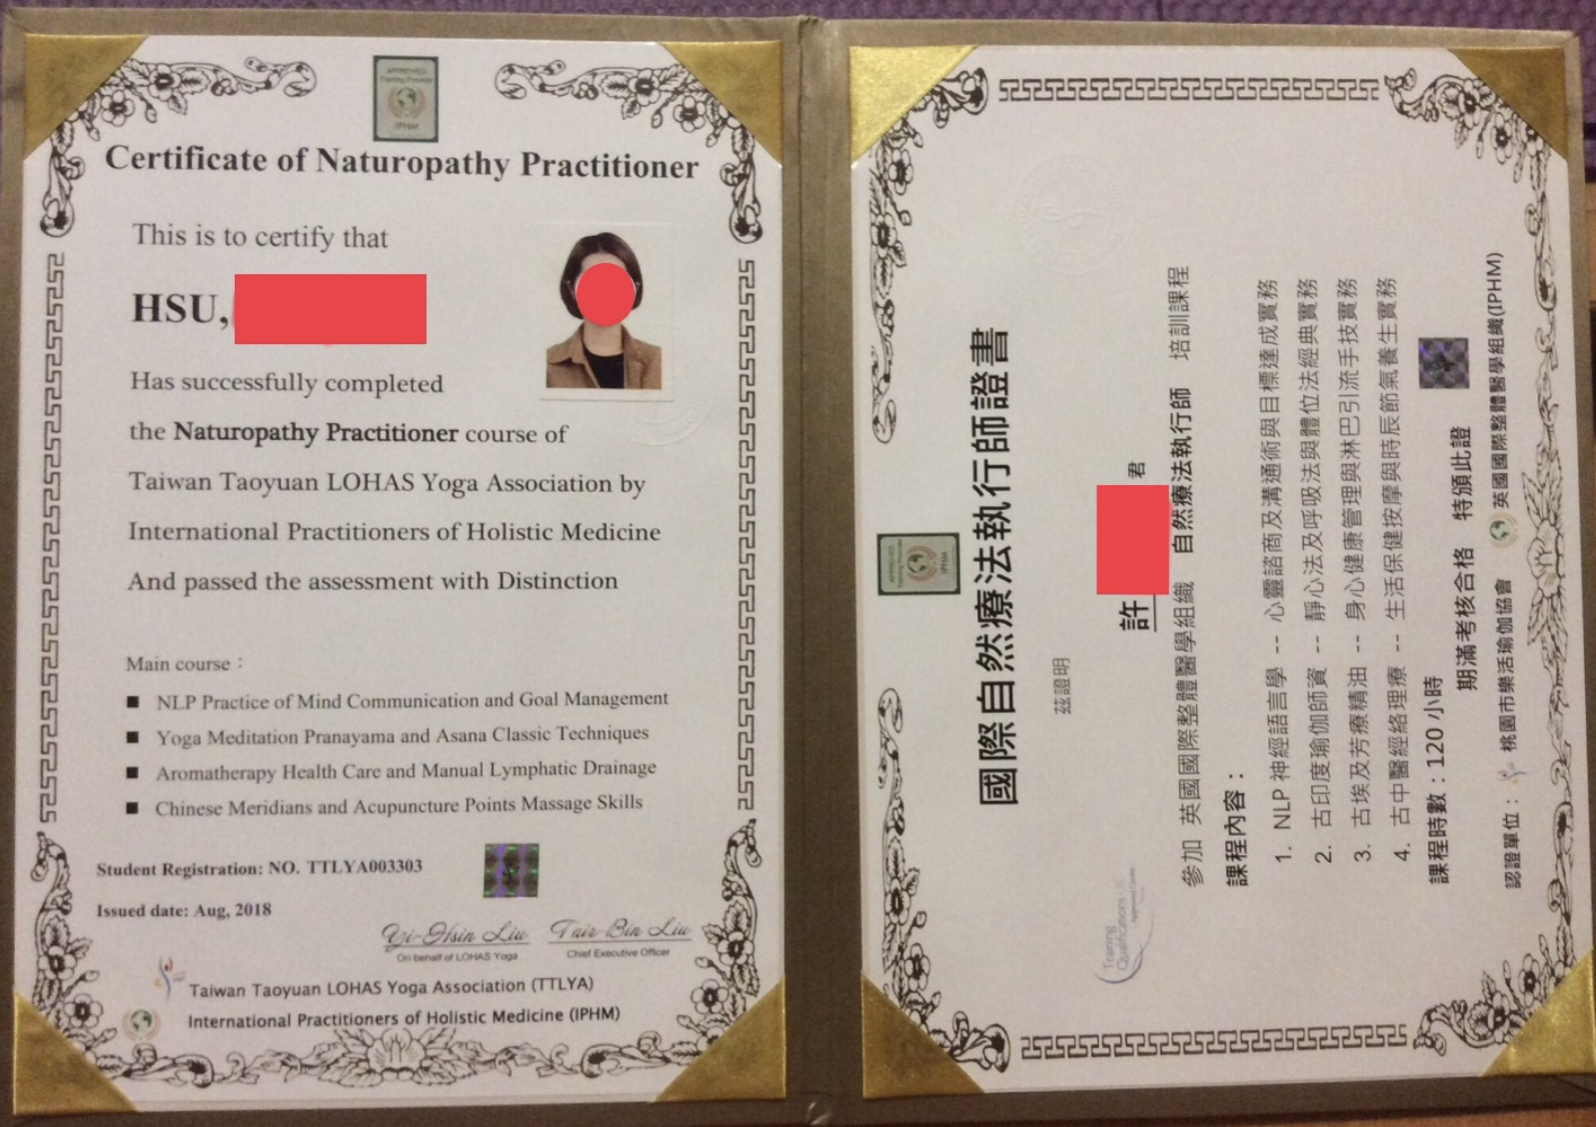 APPROVED
Training Provider
IPHM
Certificate of Naturopathy Practitioner
This is to certify that
HSU,
Has successfully completed
the Naturopathy Practitioner course of
Taiwan Taoyuan LOHAS Yoga Association by
International Practitioners of Holistic Medicine
And passed the assessment with Distinction
Main course：
■ NLP Practice of Mind Communication and Goal Management
■ Yoga Meditation Pranayama and Asana Classic Techniques
■ Aromatherapy Health Care and Manual Lymphatic Drainage
■ Chinese Meridians and Acupuncture Points Massage Skills
Student Registration: NO. TTLYA003303
Issued date: Aug, 2018
Yi-Hsin Liu Tair-Bin Liu
On behalf of LOHAS Yoga Chief Executive Officer
Taiwan Taoyuan LOHAS Yoga Association (TTLYA)
International Practitioners of Holistic Medicine (IPHM)
APPROVED
Training Provider
IPHM
國際自然療法執行師證書
茲證明
許 君
參加 英國國際整體醫學組織 自然療法執行師 培訓課程
課程內容：
1. NLP 神經語言學 -- 心靈諮商及溝通術與目標達成實務
2. 古印度瑜伽師資 -- 靜心法及呼吸法與體位法經典實務
3. 古埃及芳療精油 -- 身心健康管理與淋巴引流手技實務
4. 古中醫經絡理療 -- 生活保健按摩與時辰節氣養生實務
課程時數：120 小時
期滿考核合格 特頒此證
認證單位： 桃園市樂活瑜伽協會 英國國際整體醫學組織(IPHM)
Training
Qualifications UK
Approved Centre